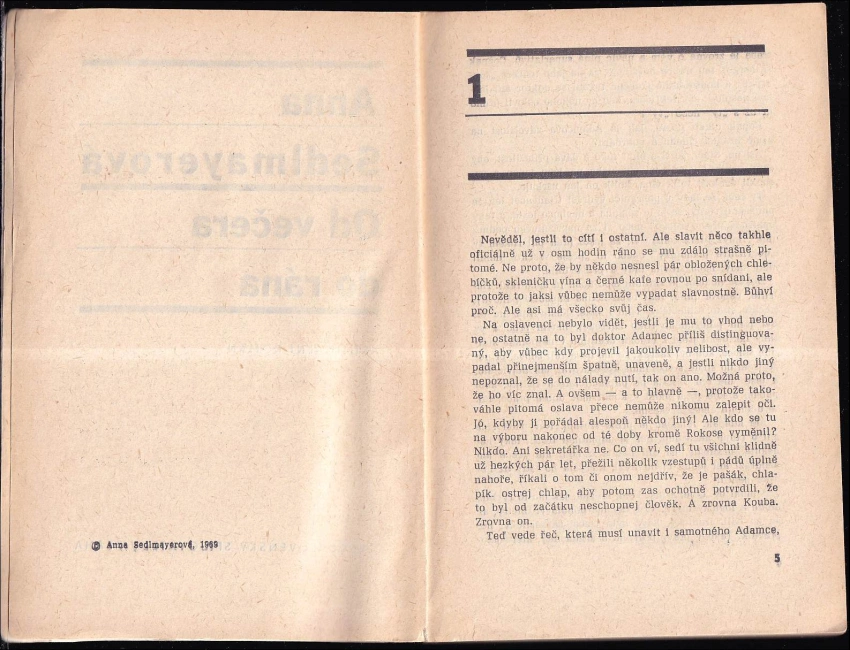 © Anna Sedlmayerová, 1969
1
Nevěděl, jestli to cítí i ostatní. Ale slavit něco takhle
oficiálně už v osm hodin ráno se mu zdálo strašně pi-
tomé. Ne proto, že by někdo nesnesl pár obložených chle-
bíčků, skleničku vína a černé kafe rovnou po snídani, ale
protože to jaksi vůbec nemůže vypadat slavnostně. Bůhví
proč. Ale asi má všecko svůj čas.
Na oslavenci nebylo vidět, jestli je mu to vhod nebo
ne, ostatně na to byl doktor Adamec příliš distinguova-
ný, aby vůbec kdy projevil jakoukoliv nelibost, ale vy-
padal přinejmenším špatně, unaveně, a jestli nikdo jiný
nepoznal, že se do nálady nutí, tak on ano. Možná proto,
že ho víc znal. A ovšem — a to hlavně —, protože tako-
váhle pitomá oslava přece nemůže nikomu zalepit oči.
Jó, kdyby ji pořádal alespoň někdo jiný! Ale kdo se tu
na výboru nakonec od té doby kromě Rokose vyměnil?
Nikdo. Ani sekretářka ne. Co on ví, sedí tu všichni klidně
už hezkých pár let, přežili několik vzestupů i pádů úplně
nahoře, říkali o tom či onom nejdřív, že je pašák, chla-
pík. ostrej chlap, aby potom zas ochotně potvrdili, že
to byl od začátku neschopnej člověk. A zrovna Kouba.
Zrovna on.
Teď vede řeč, která musí unavit i samotného Adamce,
5